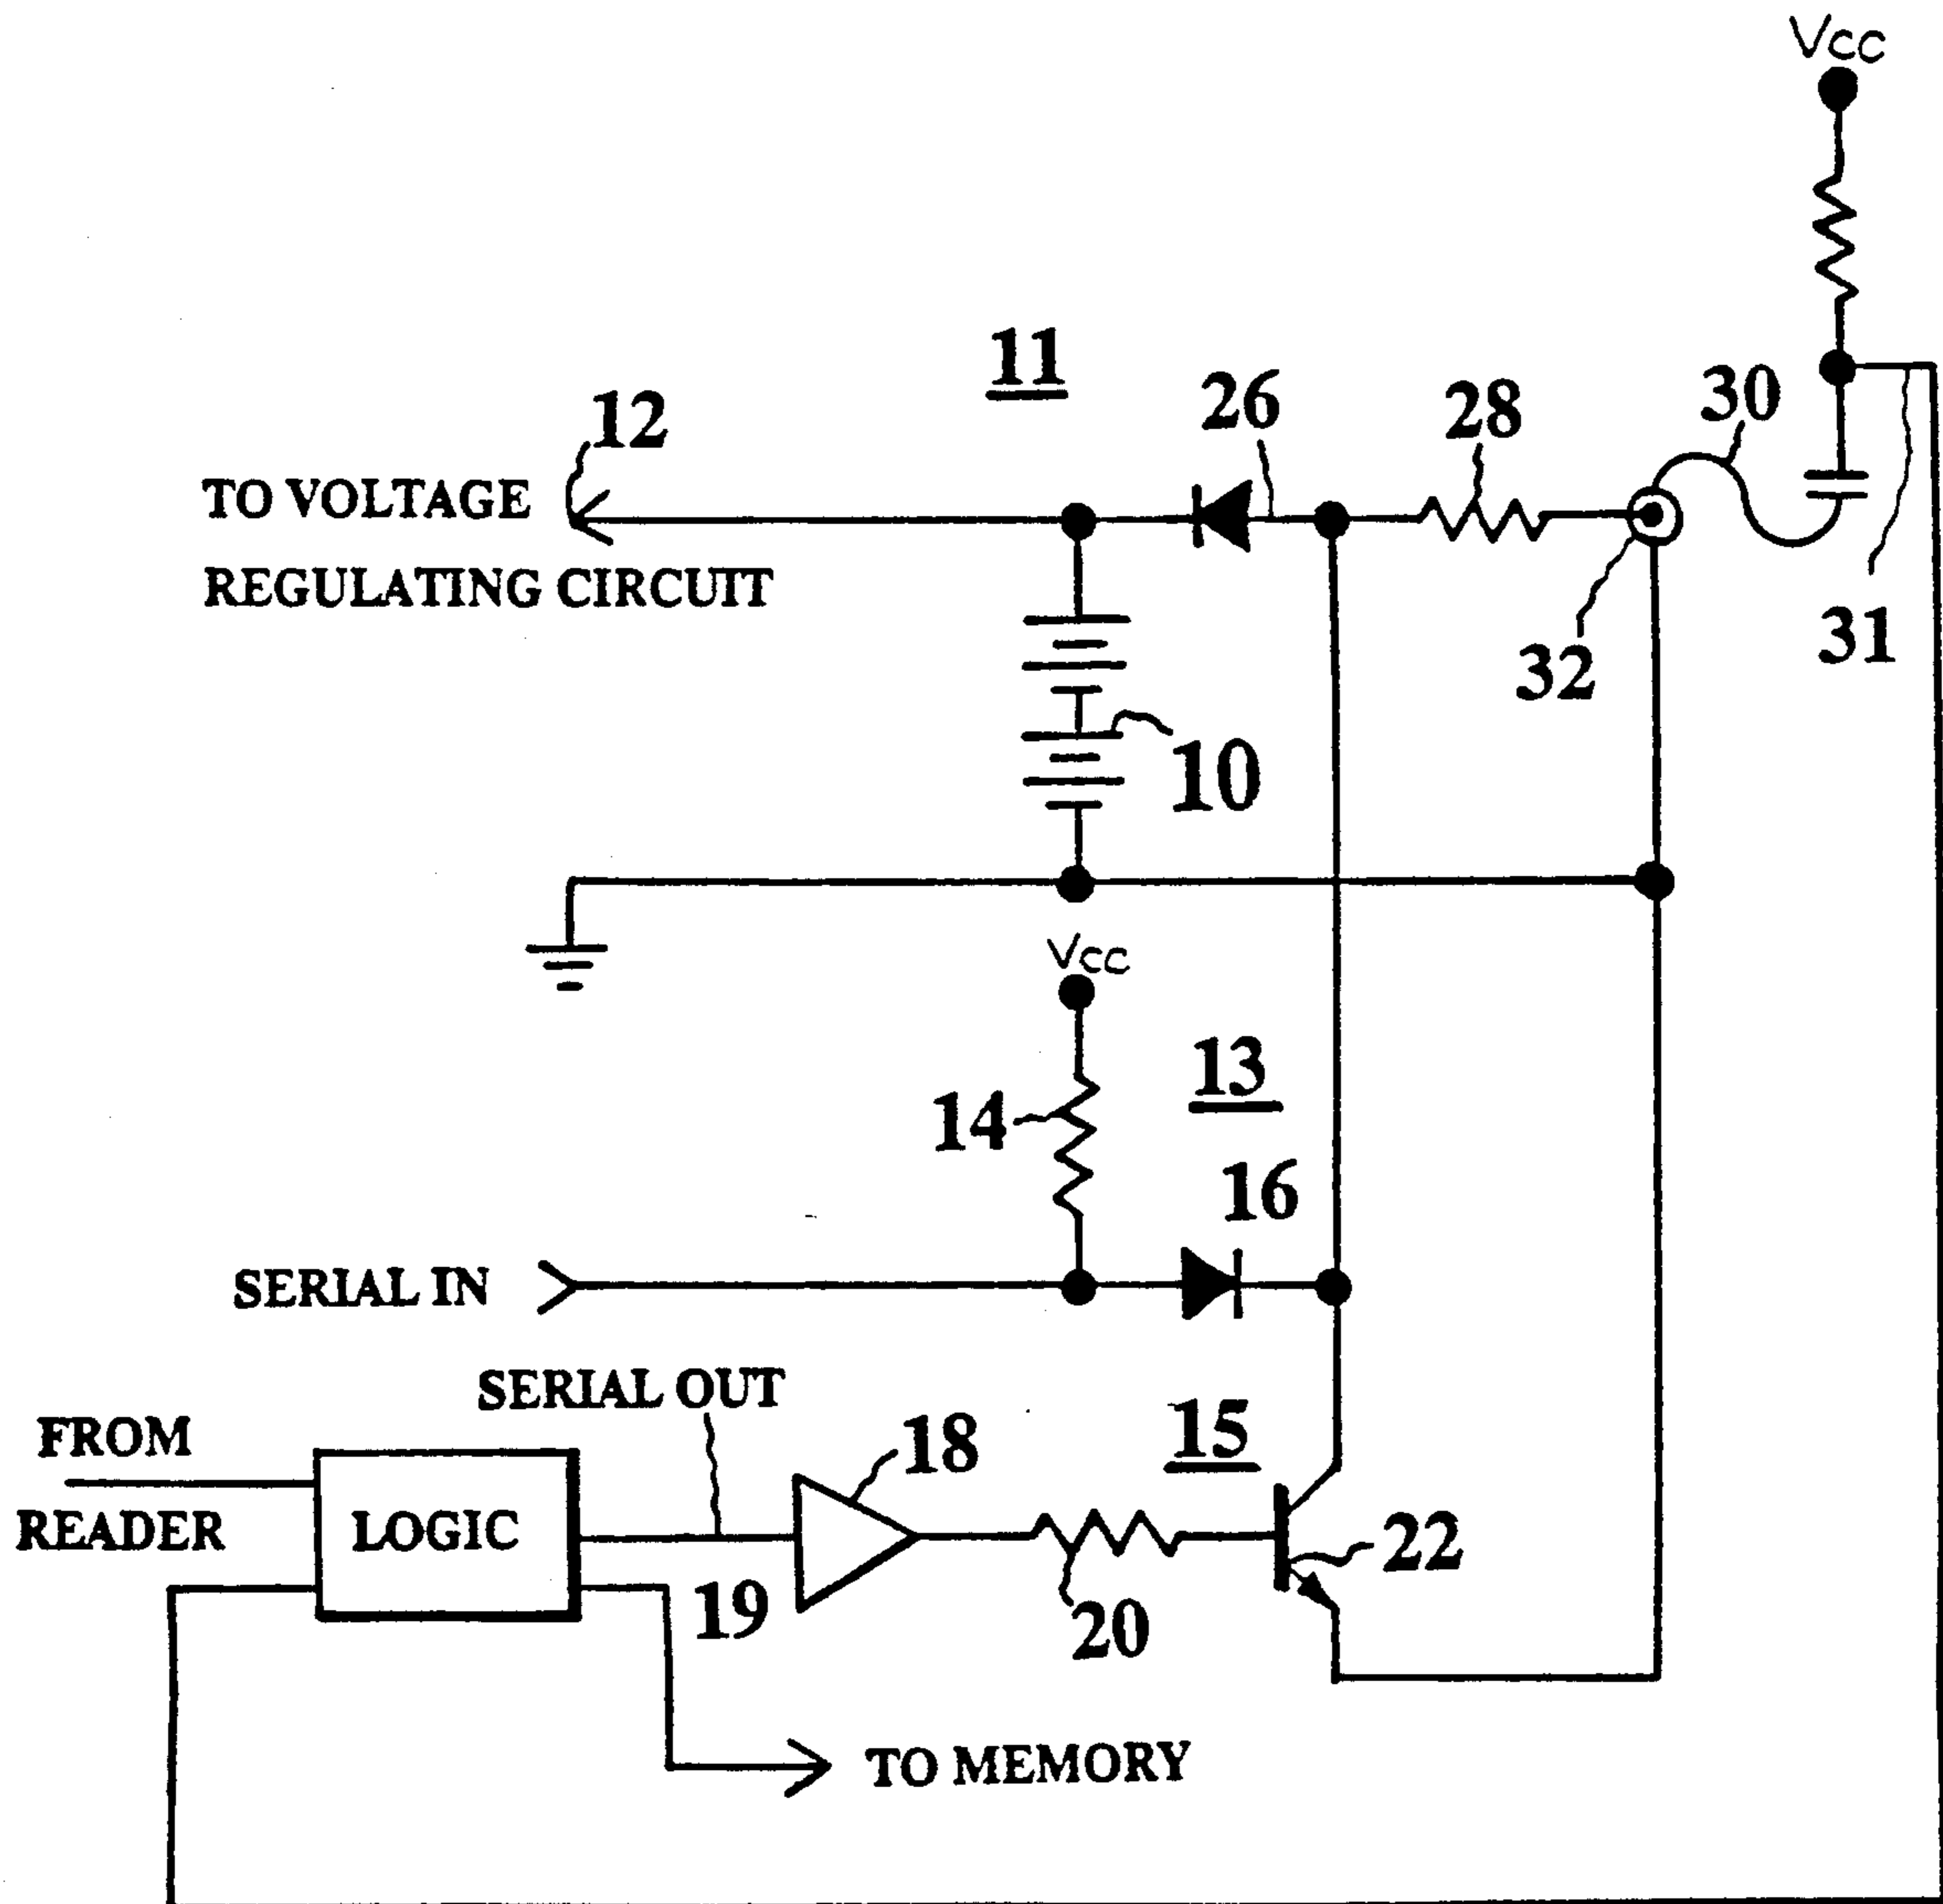 Vcc
11
12
26
28
30
TO VOLTAGE
REGULATING CIRCUIT
32
31
10
Vcc
13
14
16
SERIAL IN
SERIAL OUT
FROM
READER
LOGIC
18
15
19
20
22
TO MEMORY